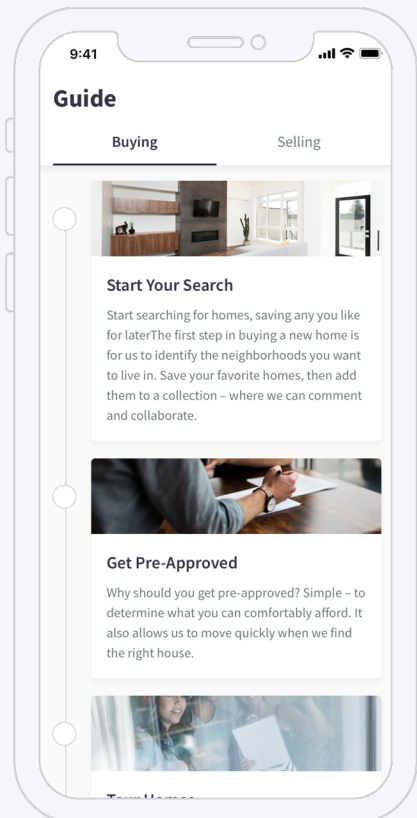 9:41
Guide
Buying
Selling
Start Your Search
Start searching for homes, saving any you like
for laterThe first step in buying a new home is
for us to identify the neighborhoods you want
to live in. Save your favorite homes, then add
them to a collection – where we can comment
and collaborate.
Get Pre-Approved
Why should you get pre-approved? Simple – to
determine what you can comfortably afford. It
also allows us to move quickly when we find
the right house.
Tour Homes